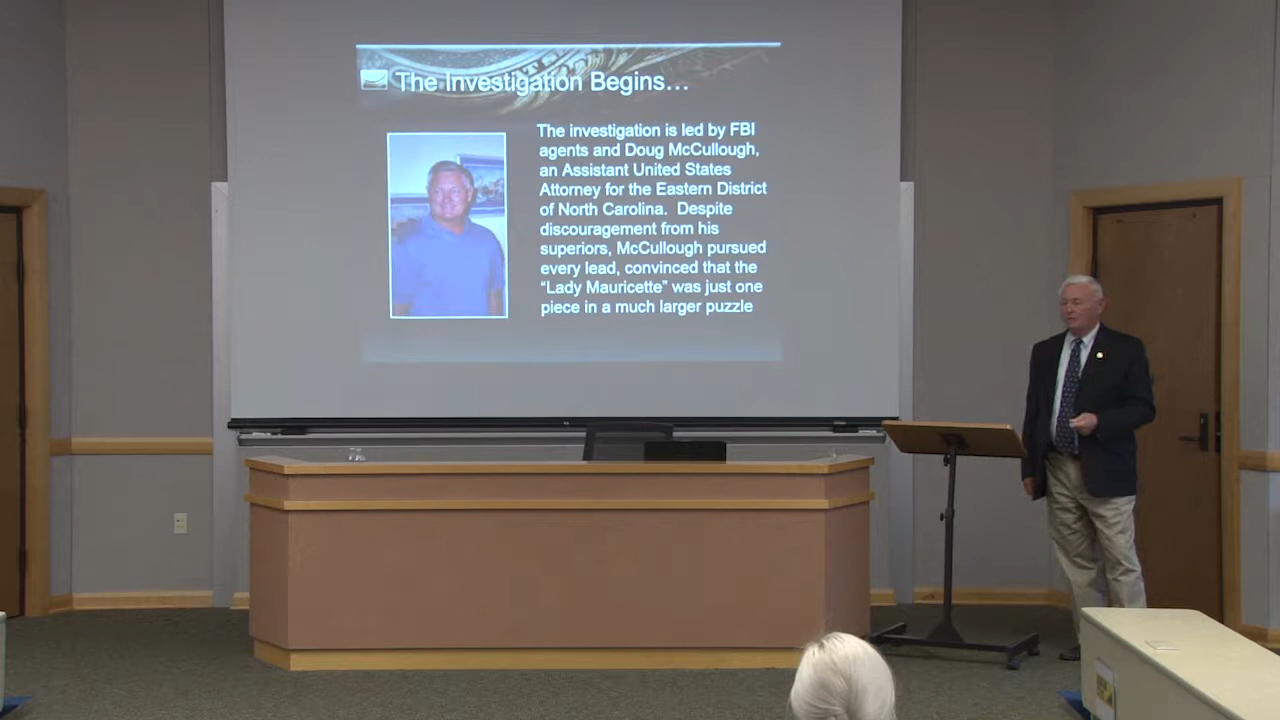 The Investigation Begins...
The investigation is led by FBI
agents and Doug McCullough,
an Assistant United States
Attorney for the Eastern District
of North Carolina. Despite
discouragement from his
superiors, McCullough pursued
every lead, convinced that the
“Lady Mauricette” was just one
piece in a much larger puzzle